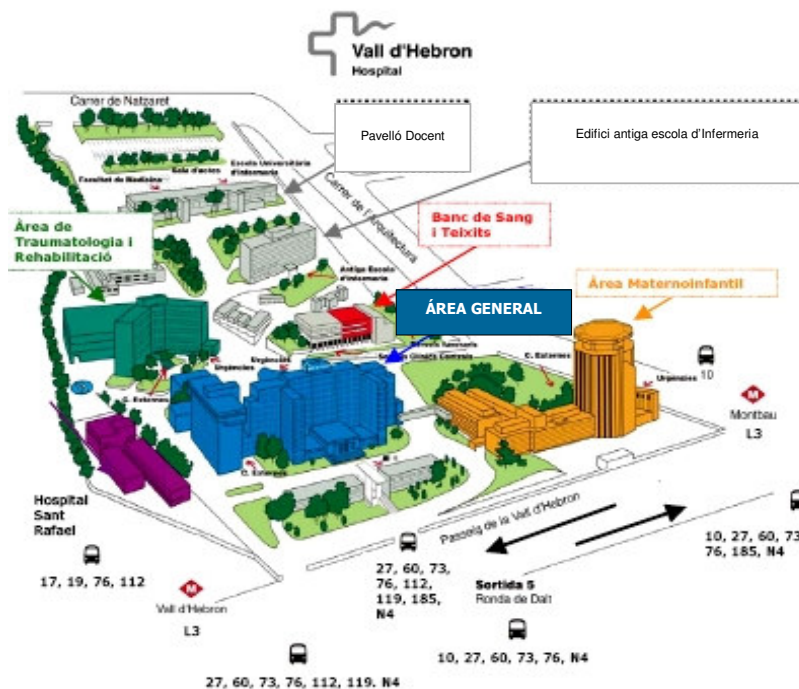 Vall d'Hebron
Hospital
Carrer de Natzaret
Pavelló Docent
Edifici antiga escola d'Infermeria
Escola Universitària
d'infermeria
Sala d'actes
Facultat de Medicina
Carrer de l'Arquitectura
Àrea de
Traumatologia i
Rehabilitació
Banc de Sang
i Teixits
Antiga Escola
d'infermeria
ÁREA GENERAL
Àrea Maternoinfantil
C. Externes
Urgències
10
Urgències
Urgències
C. Externes
C. Externes
Montbau
L3
Hospital
Sant
Rafael
Passeig de la Vall d'Hebron
17, 19, 76, 112
27, 60, 73,
76, 112,
119, 185,
N4
Sortida 5
Ronda de Dalt
10, 27, 60, 73
76, 185, N4
M
Vall d'Hebron
L3
M
27, 60, 73, 76, 112, 119. N4
10, 27, 60, 73, 76, N4